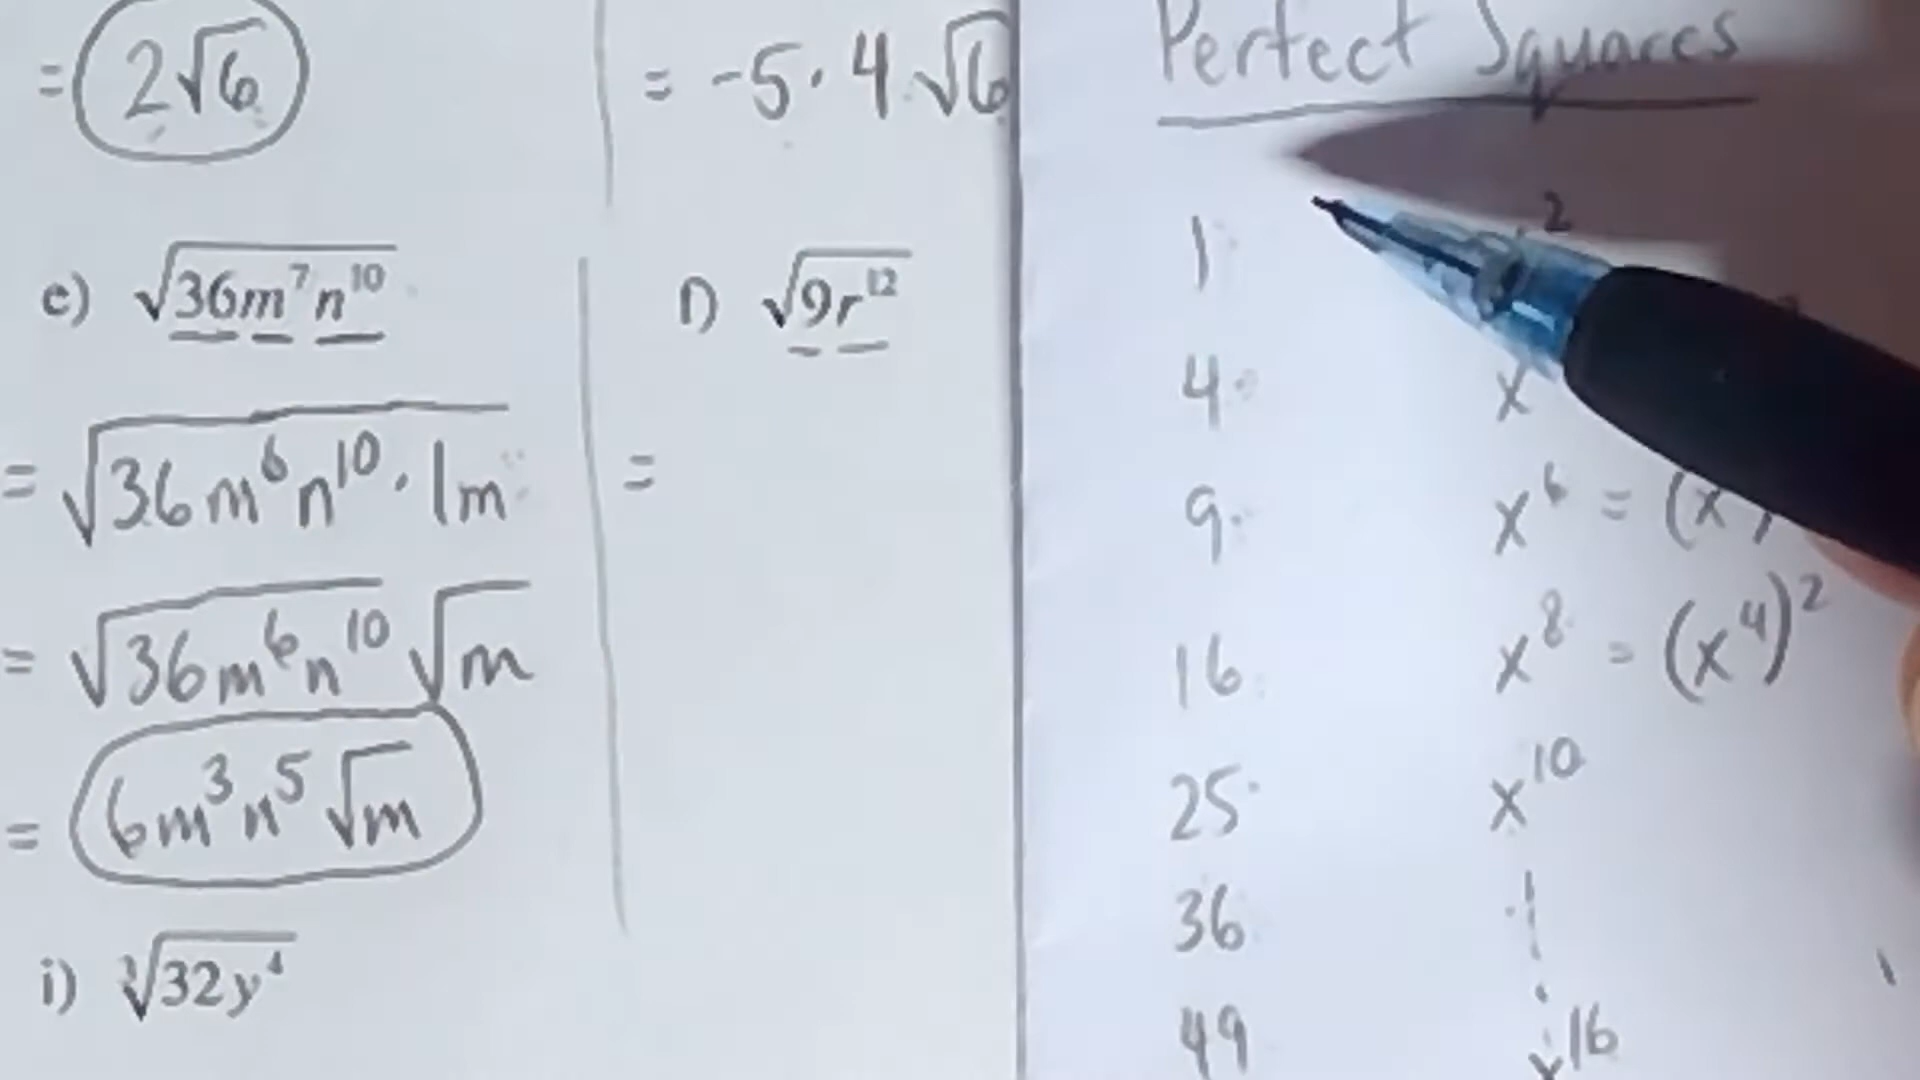 = 2√6
= -5·4√6
e) √36m⁷n¹⁰
= √36m⁶n¹⁰·1m
= √36m⁶n¹⁰ √m
= 6m³n⁵√m
f) √9r¹²
=
i) ³√32y⁴
Perfect Squares
1 ²
4 x
9 x⁶ = (x
16 x⁸ = (x⁴)²
25 x¹⁰
36
49 x¹⁶